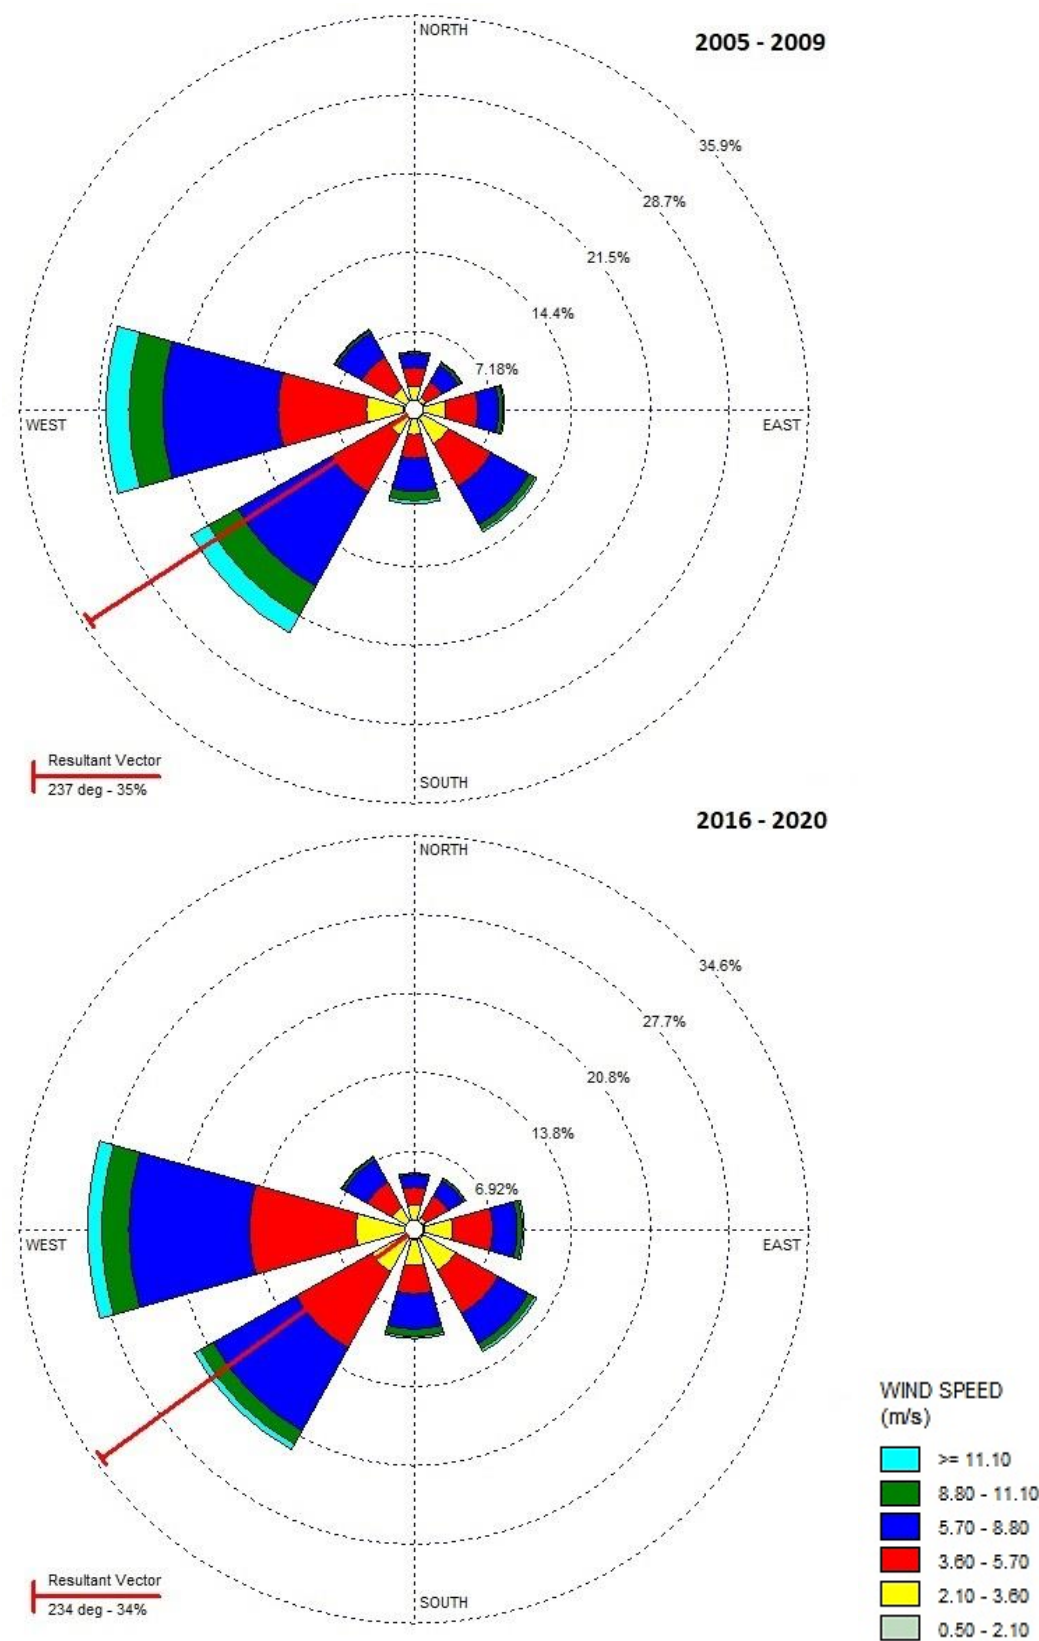 NORTH
2005 - 2009
35.9%
28.7%
21.5%
14.4%
7.18%
WEST
EAST
SOUTH
Resultant Vector
237 deg - 35%
2016 - 2020
NORTH
34.6%
27.7%
20.8%
13.8%
6.92%
WEST
EAST
SOUTH
Resultant Vector
234 deg - 34%
WIND SPEED
(m/s)
>= 11.10
8.80 - 11.10
5.70 - 8.80
3.60 - 5.70
2.10 - 3.60
0.50 - 2.10